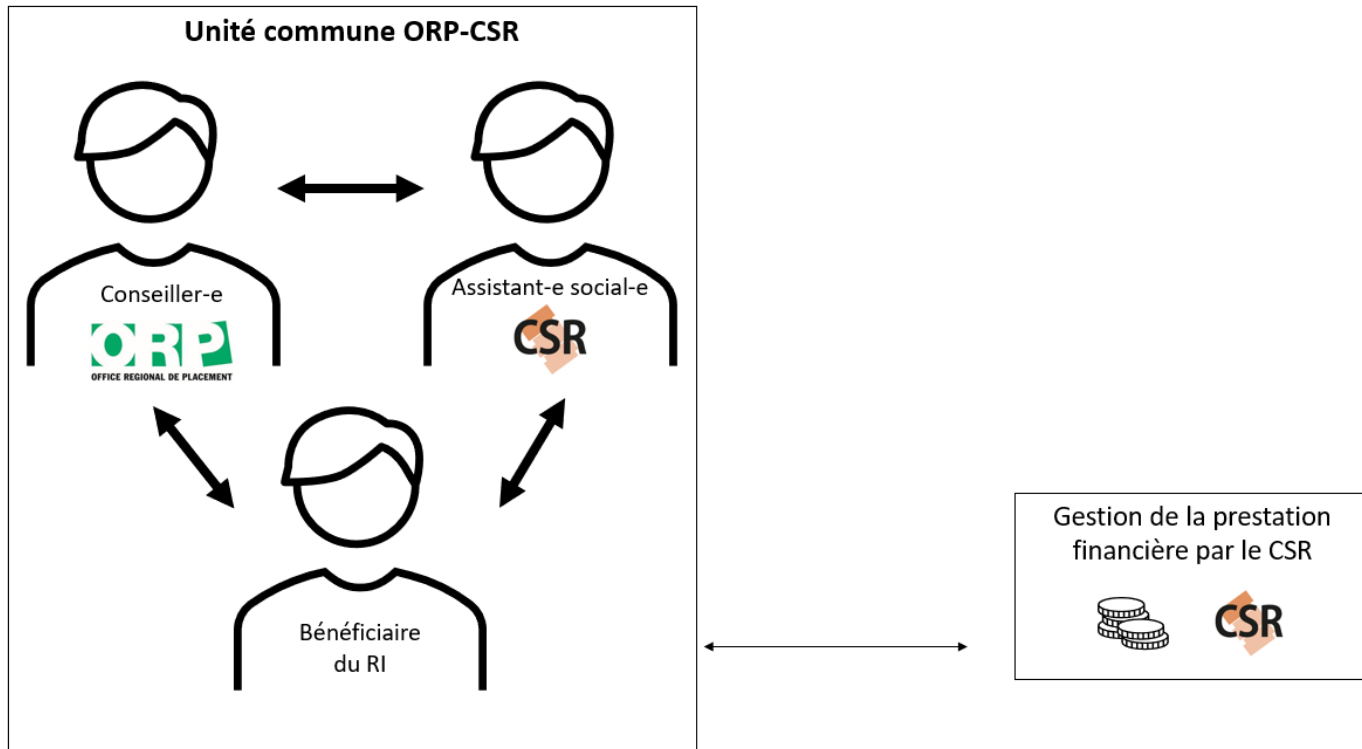 Unité commune ORP-CSR
Conseiller-e
ORP
OFFICE REGIONAL DE PLACEMENT
Assistant-e social-e
CSR
Bénéficiaire
du RI
Gestion de la prestation
financière par le CSR
CSR